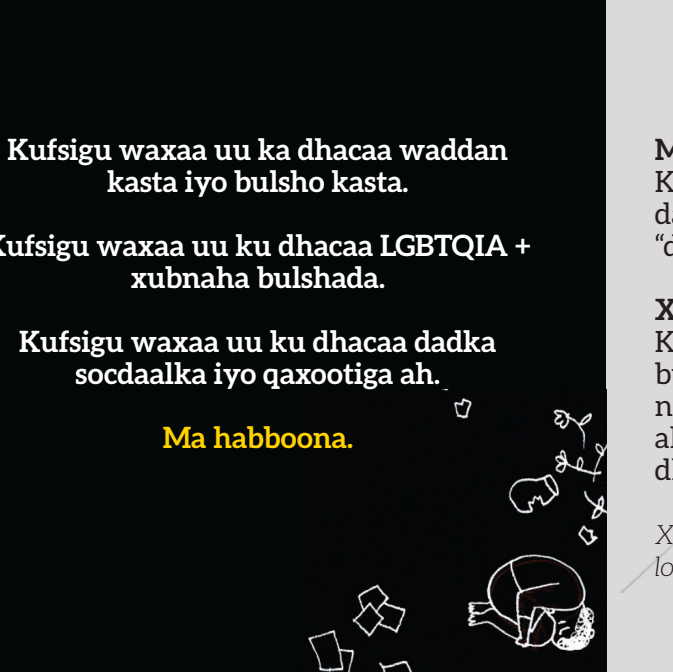 Kufsigu waxaa uu ka dhacaa waddan
kasta iyo bulsho kasta.
Kufsigu waxaa uu ku dhacaa LGBTQIA +
xubnaha bulshada.
Kufsigu waxaa uu ku dhacaa dadka
socdaalka iyo qaxootiga ah.
Ma habboona.